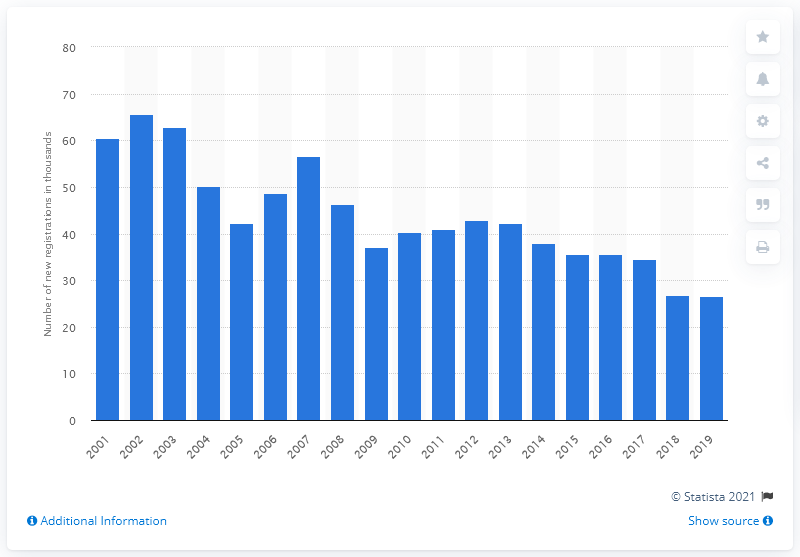 80
70
60
50
40
30
20
10
0
Number of new registrations in thousands
2001 2002 2003 2004 2005 2006 2007 2008 2009 2010 2011 2012 2013 2014 2015 2016 2017 2018 2019
© Statista 2021
Additional Information
Show source